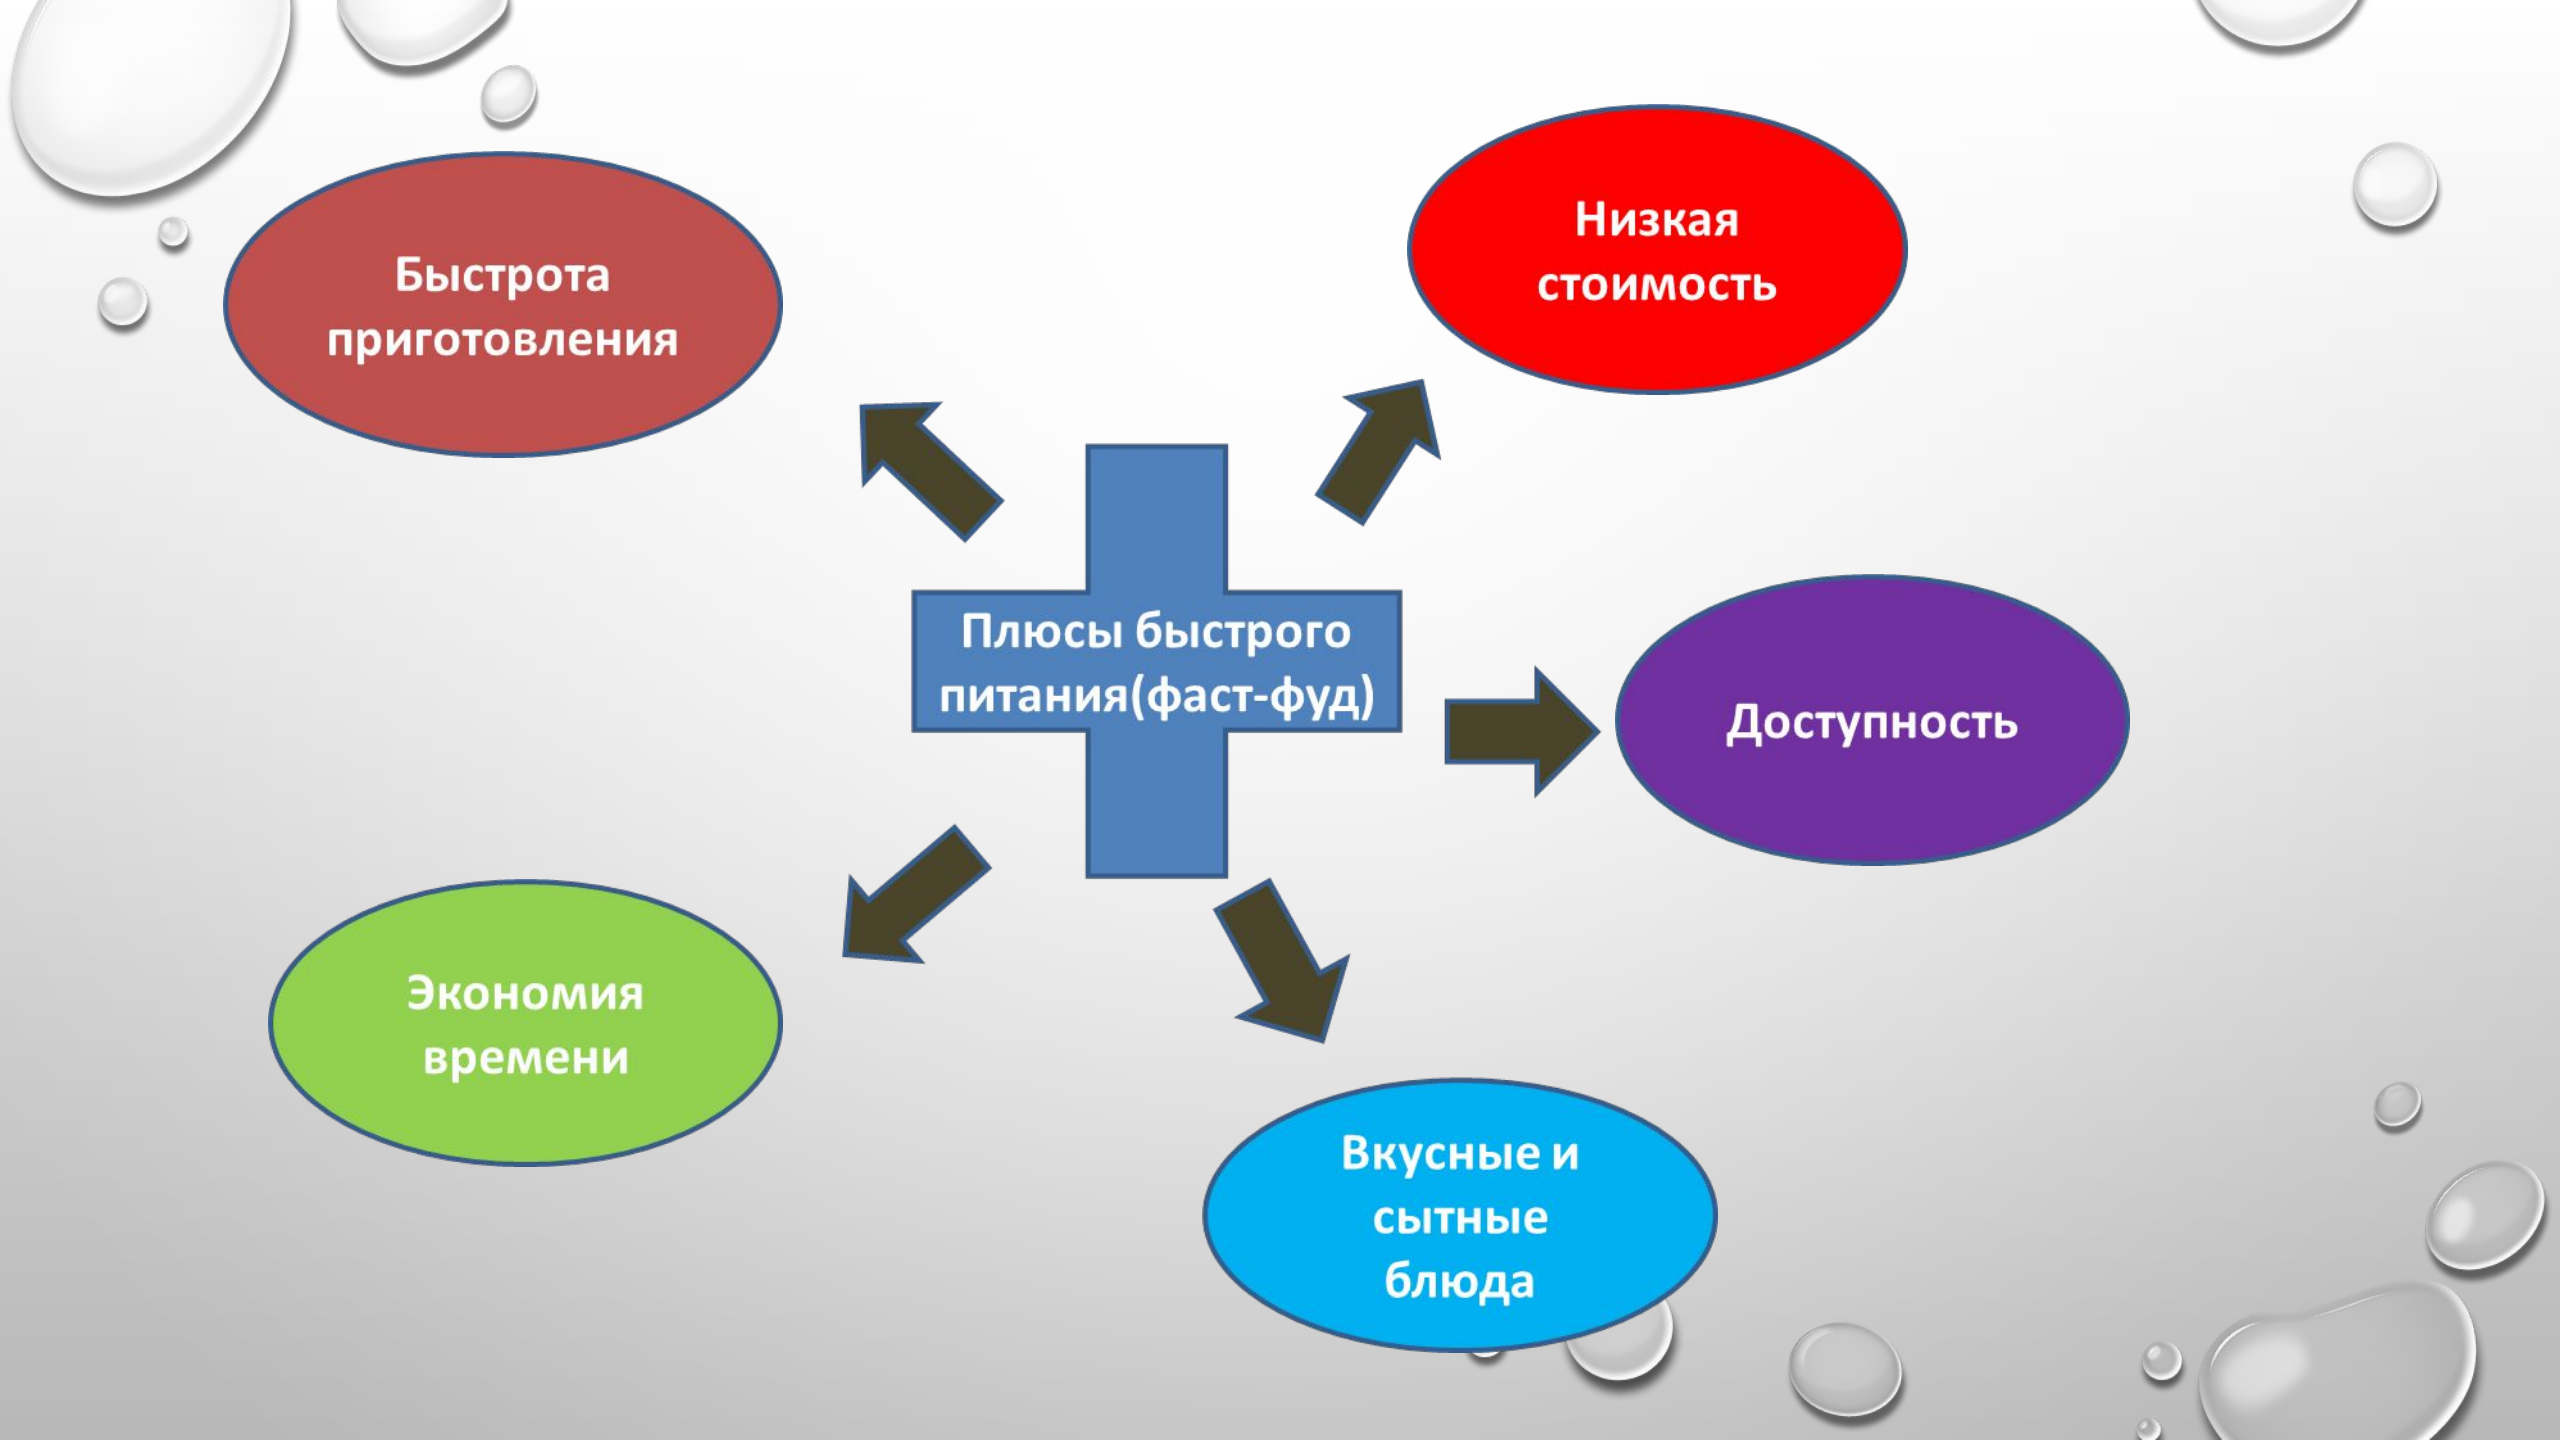 Быстрота
приготовления
Низкая
стоимость
Плюсы быстрого
питания(фаст-фуд)
Доступность
Экономия
времени
Вкусные и
сытные
блюда